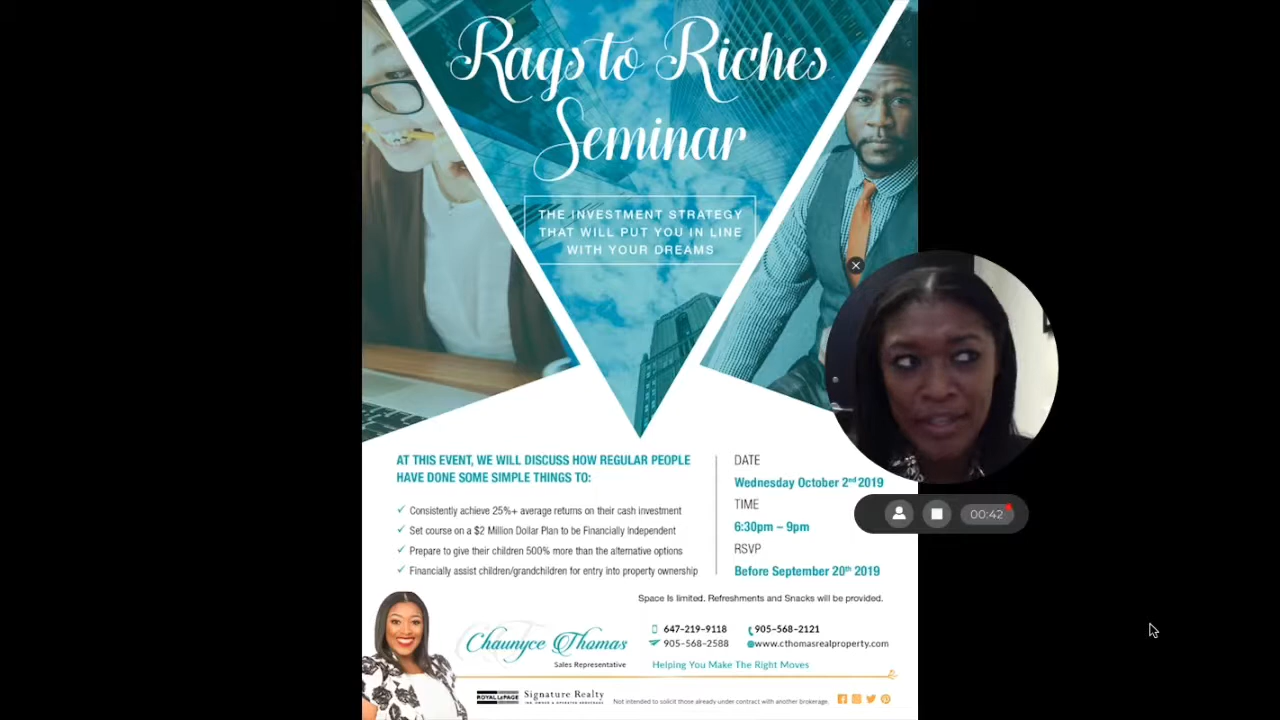 Rags to Riches
Seminar
THE INVESTMENT STRATEGY
THAT WILL PUT YOU IN LINE
WITH YOUR DREAMS
AT THIS EVENT, WE WILL DISCUSS HOW REGULAR PEOPLE
HAVE DONE SOME SIMPLE THINGS TO:
✓ Consistently achieve 25%+ average returns on their cash investment
✓ Set course on a $2 Million Dollar Plan to be Financially Independent
✓ Prepare to give their children 500% more than the alternative options
✓ Financially assist children/grandchildren for entry into property ownership
DATE
Wednesday October 2nd 2019
TIME
6:30pm – 9pm
RSVP
Before September 20th 2019
00:42
Space Is limited. Refreshments and Snacks will be provided.
Chaunyce Thomas
Sales Representative
647-219-9118 905-568-2121
905-568-2588 www.cthomasrealproperty.com
Helping You Make The Right Moves
ROYAL LEPAGE Signature Realty
INC. OWNED & OPERATED BROKERAGE
Not intended to solicit those already under contract with another brokerage.